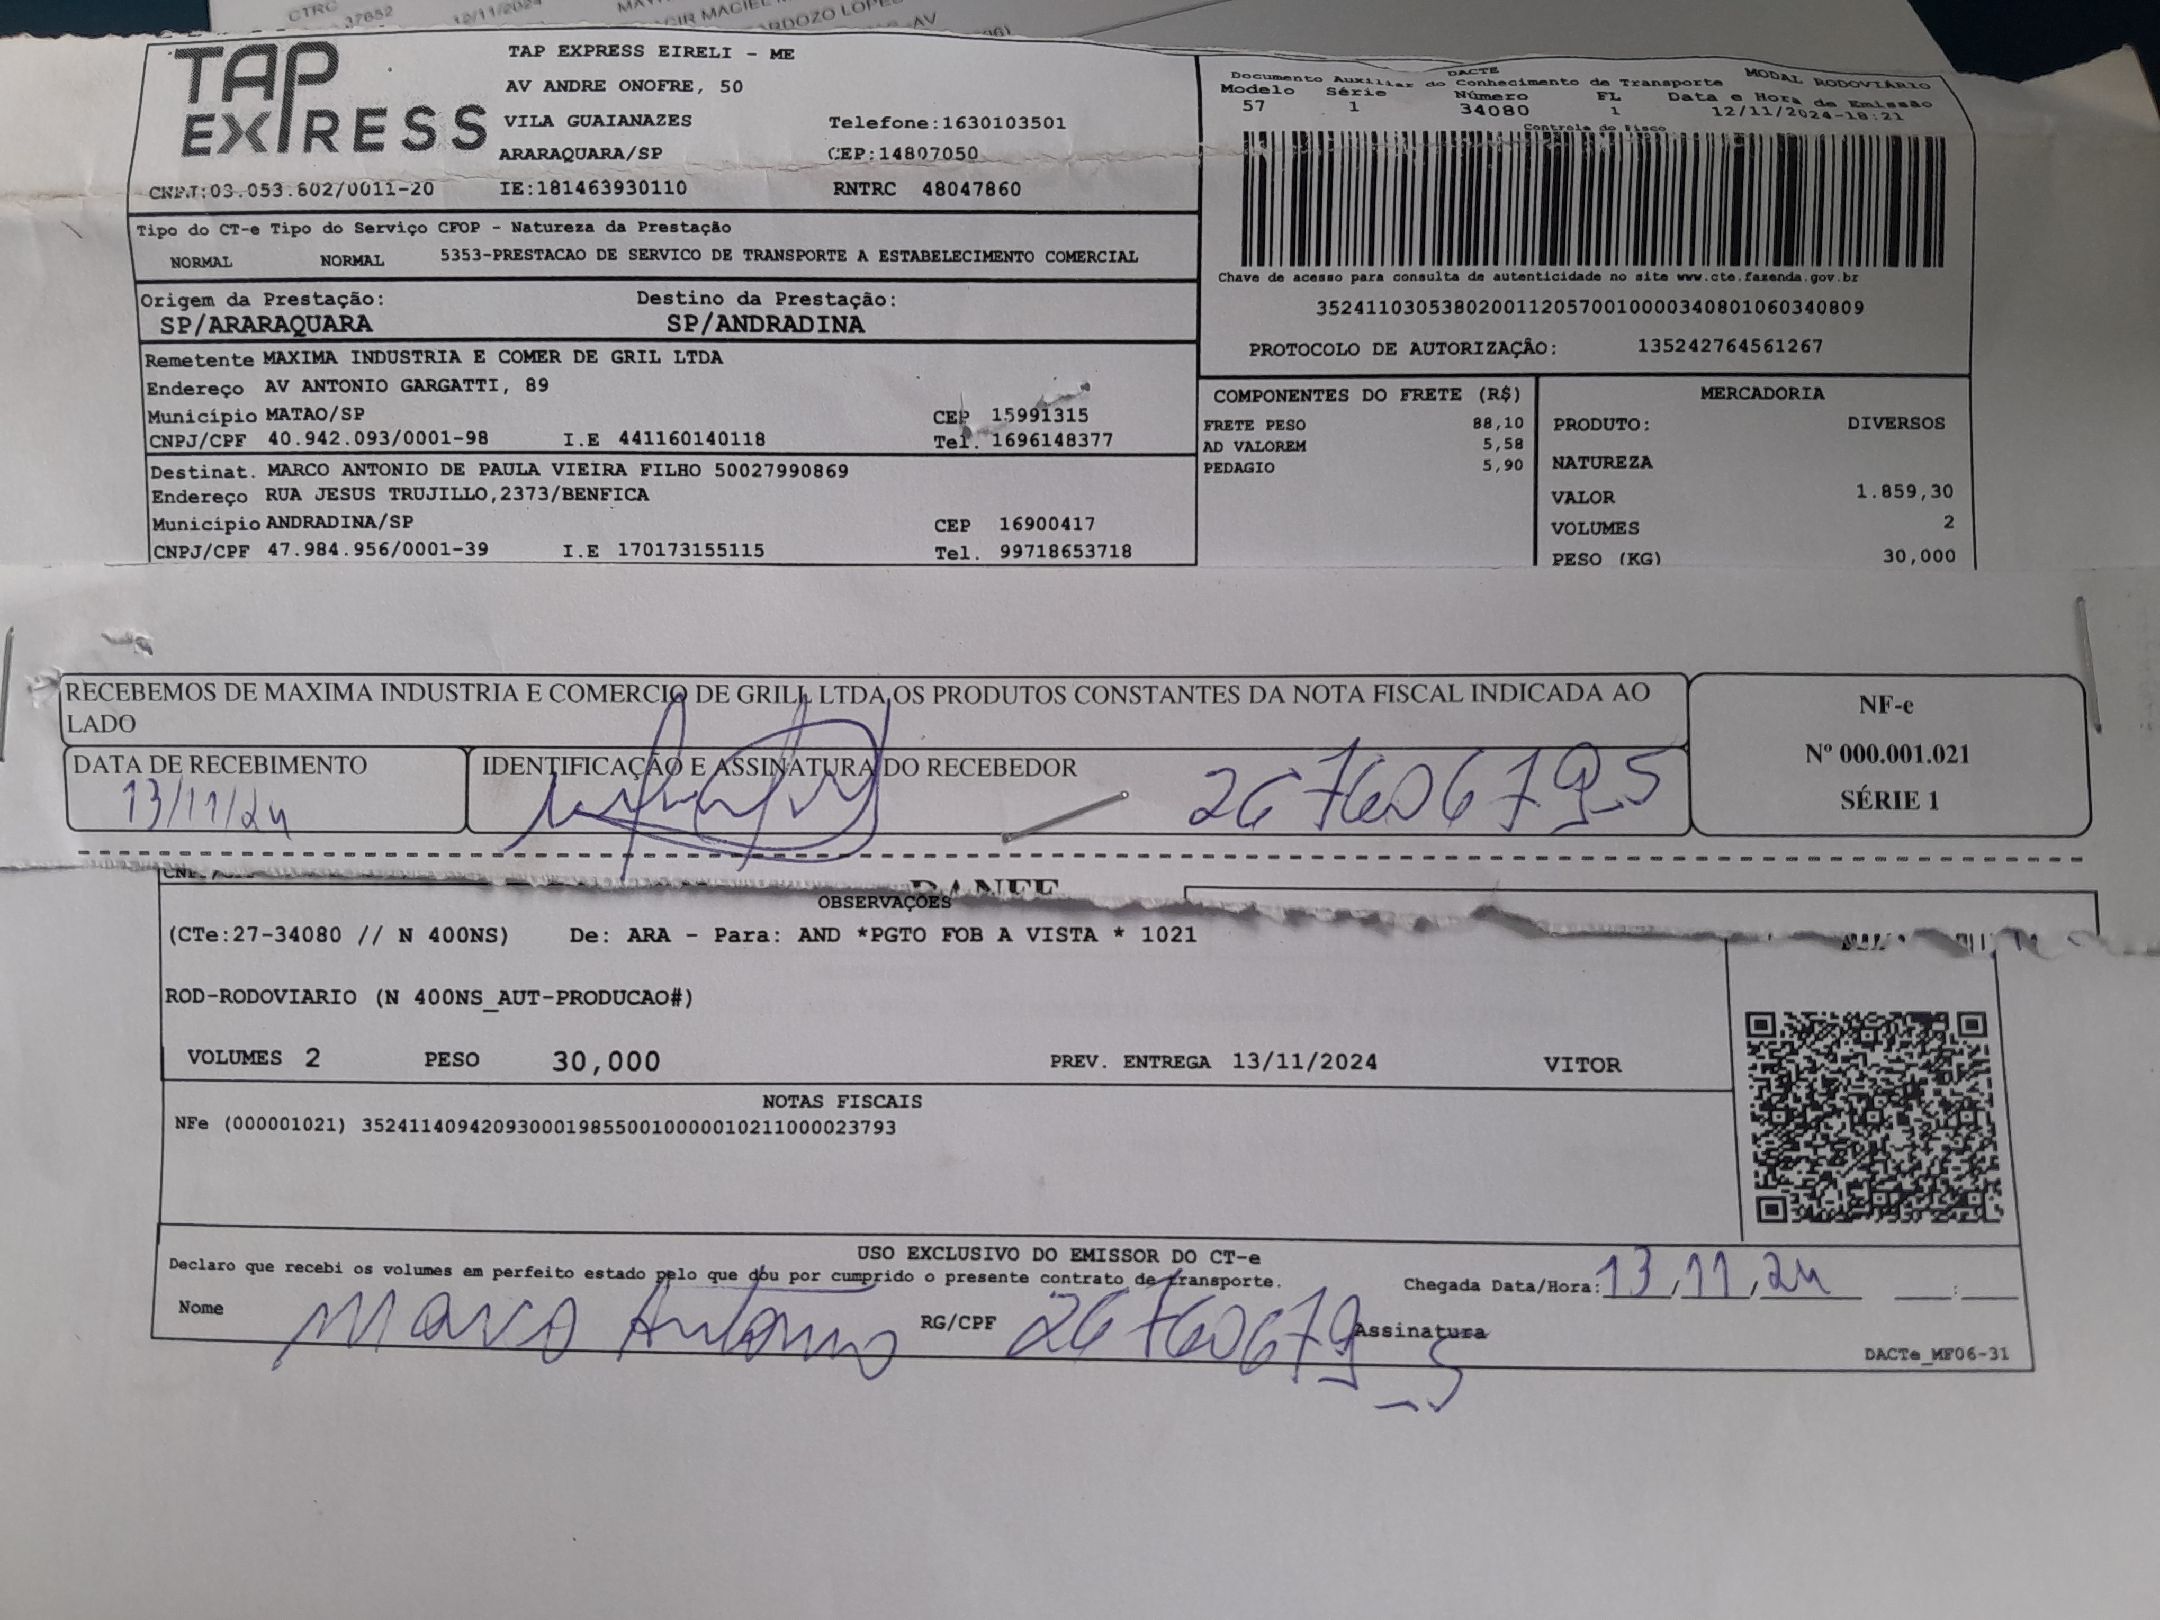 CTRC
37652
12/11/2024
TAP EXPRESS
TAP EXPRESS EIRELI - ME
AV ANDRE ONOFRE, 50
VILA GUAIANAZES Telefone:1630103501
ARARAQUARA/SP CEP:14807050
CNPJ:03.053.802/0011-20 IE:181463930110 RNTRC 48047860
DACTE MODAL RODOVIÁRIO
Documento Auxiliar do Conhecimento de Transporte
Modelo Série Número FL Data e Hora de Emissão
57 1 34080 1 12/11/2024-18:21
Controle do Fisco
Chave de acesso para consulta de autenticidade no site www.cte.fazenda.gov.br
35241103053802001120570010000340801060340809
PROTOCOLO DE AUTORIZAÇÃO: 135242764561267
Tipo do CT-e Tipo do Serviço CFOP - Natureza da Prestação
NORMAL NORMAL 5353-PRESTACAO DE SERVICO DE TRANSPORTE A ESTABELECIMENTO COMERCIAL
Origem da Prestação: Destino da Prestação:
SP/ARARAQUARA SP/ANDRADINA
Remetente MAXIMA INDUSTRIA E COMER DE GRIL LTDA
Endereço AV ANTONIO GARGATTI, 89
Município MATAO/SP CEP 15991315
CNPJ/CPF 40.942.093/0001-98 I.E 441160140118 Tel. 1696148377
Destinat. MARCO ANTONIO DE PAULA VIEIRA FILHO 50027990869
Endereço RUA JESUS TRUJILLO,2373/BENFICA
Município ANDRADINA/SP CEP 16900417
CNPJ/CPF 47.984.956/0001-39 I.E 170173155115 Tel. 99718653718
COMPONENTES DO FRETE (R$)
FRETE PESO 88,10
AD VALOREM 5,58
PEDAGIO 5,90
MERCADORIA
PRODUTO: DIVERSOS
NATUREZA
VALOR 1.859,30
VOLUMES 2
PESO (KG) 30,000
RECEBEMOS DE MAXIMA INDUSTRIA E COMERCIO DE GRILL LTDA OS PRODUTOS CONSTANTES DA NOTA FISCAL INDICADA AO
LADO
DATA DE RECEBIMENTO
13/11/24
IDENTIFICAÇÃO E ASSINATURA DO RECEBEDOR
26760679-5
NF-e
Nº 000.001.021
SÉRIE 1
DANFE
OBSERVAÇÕES
(CTe:27-34080 // N 400NS) De: ARA - Para: AND *PGTO FOB A VISTA * 1021
ROD-RODOVIARIO (N 400NS_AUT-PRODUCAO#)
VOLUMES 2 PESO 30,000 PREV. ENTREGA 13/11/2024 VITOR
NOTAS FISCAIS
NFe (000001021) 35241140942093000198550010000010211000023793
USO EXCLUSIVO DO EMISSOR DO CT-e
Declaro que recebi os volumes em perfeito estado pelo que dou por cumprido o presente contrato de transporte.
Chegada Data/Hora: 13/11/24 __:__
Nome Marco Antonio RG/CPF 26760679-5 Assinatura
DACTe_MF06-31